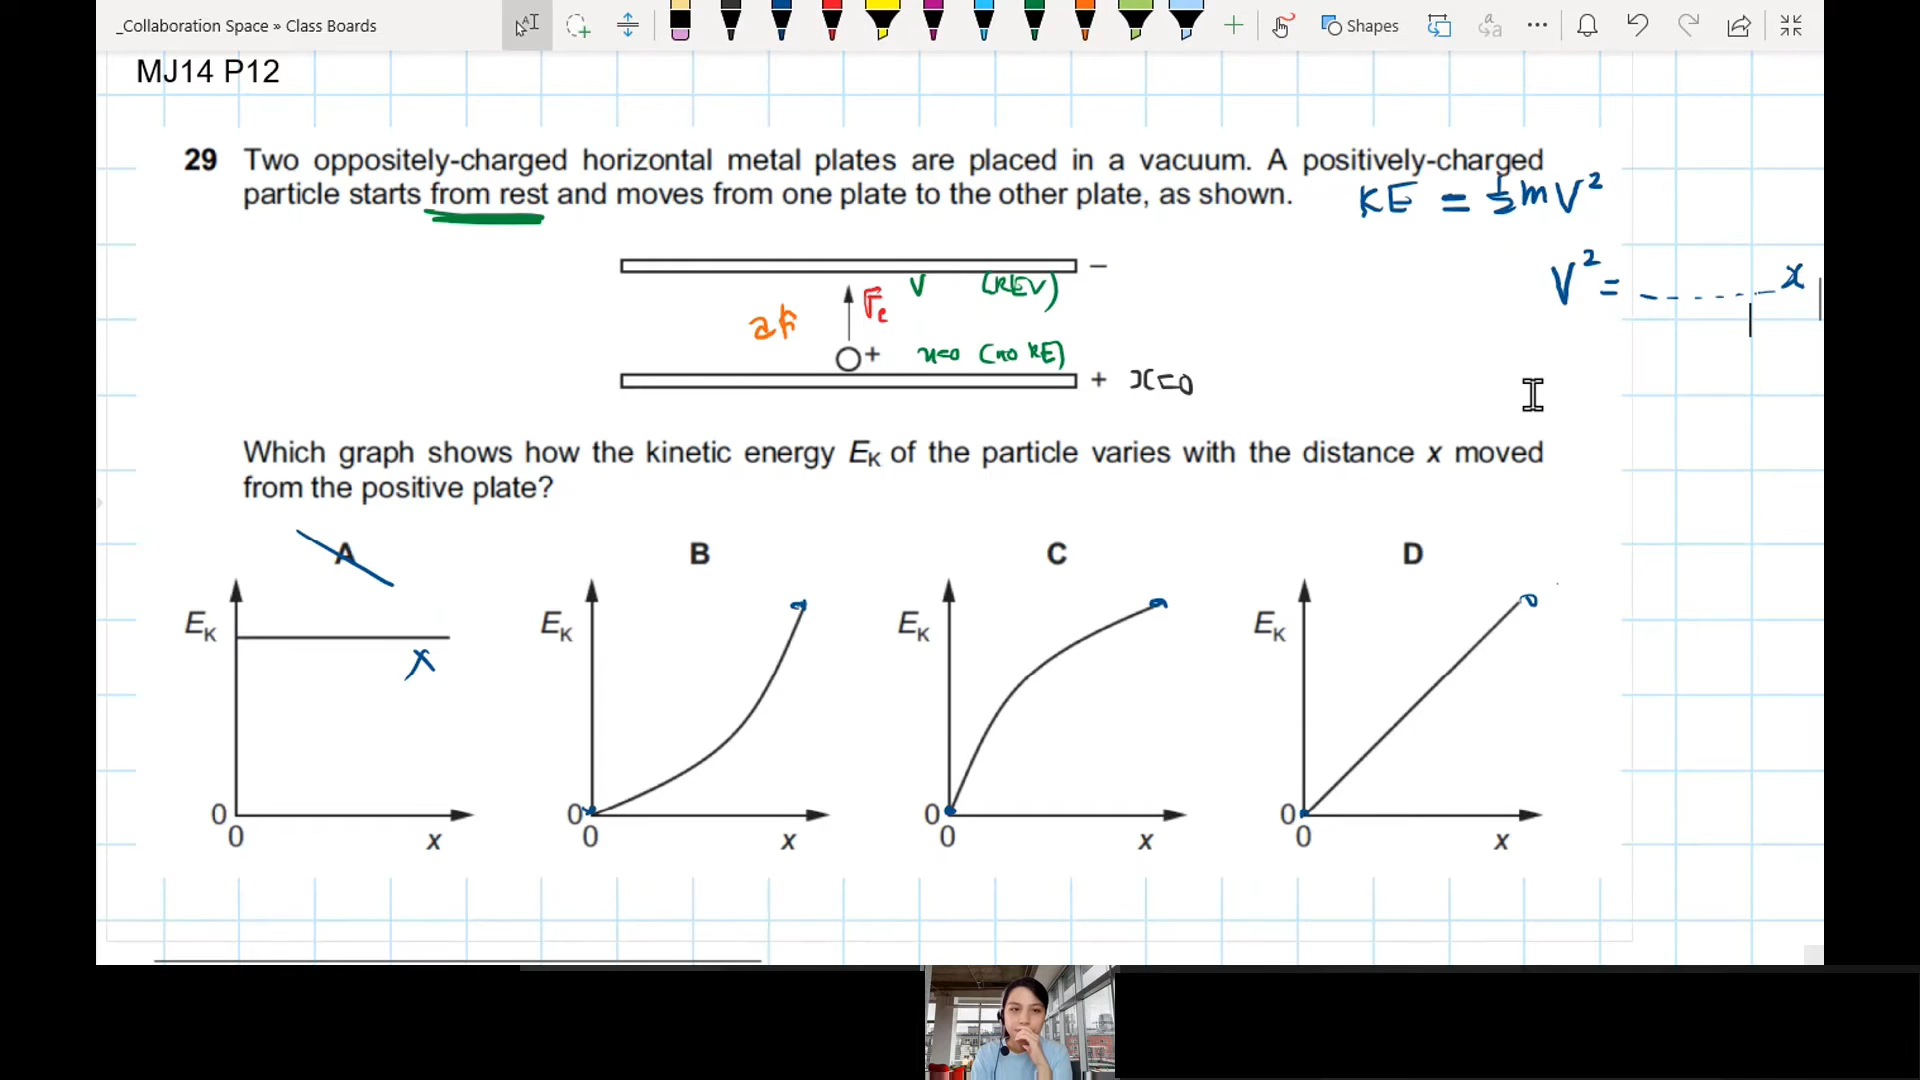 _Collaboration Space » Class Boards
Shapes
MJ14 P12
29 Two oppositely-charged horizontal metal plates are placed in a vacuum. A positively-charged
particle starts from rest and moves from one plate to the other plate, as shown.
KE = ½mV²
V² = ------- x
−
V
Fe
+
u=0 (no KE)
+ x=0
Which graph shows how the kinetic energy EK of the particle varies with the distance x moved
from the positive plate?
A B C D
EK EK EK EK
x
0 0 0 0
0 x 0 x 0 x 0 x